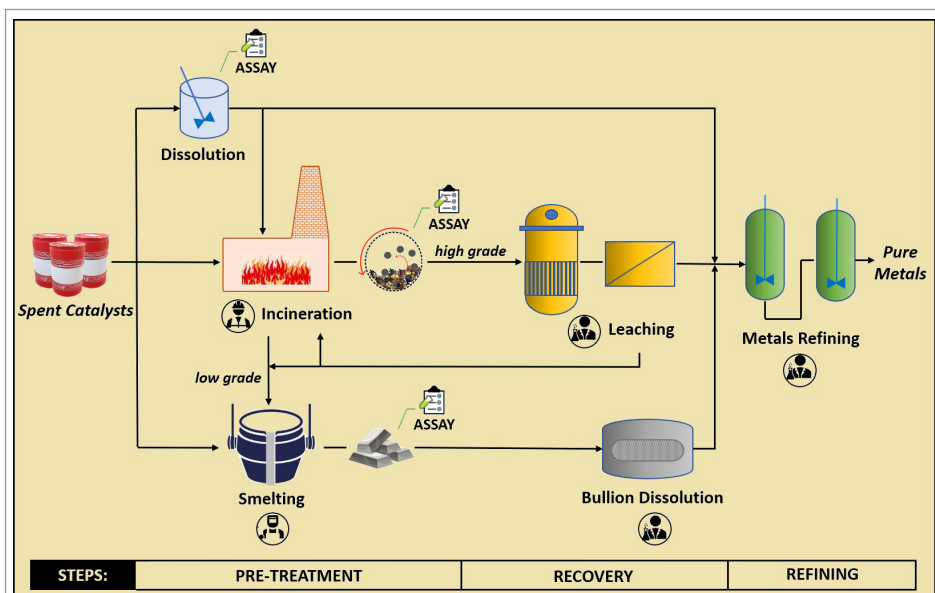 ASSAY
Dissolution
ASSAY
high grade
Pure
Metals
Spent Catalysts
Incineration
Leaching
Metals Refining
low grade
ASSAY
Smelting
Bullion Dissolution
STEPS:
PRE-TREATMENT
RECOVERY
REFINING